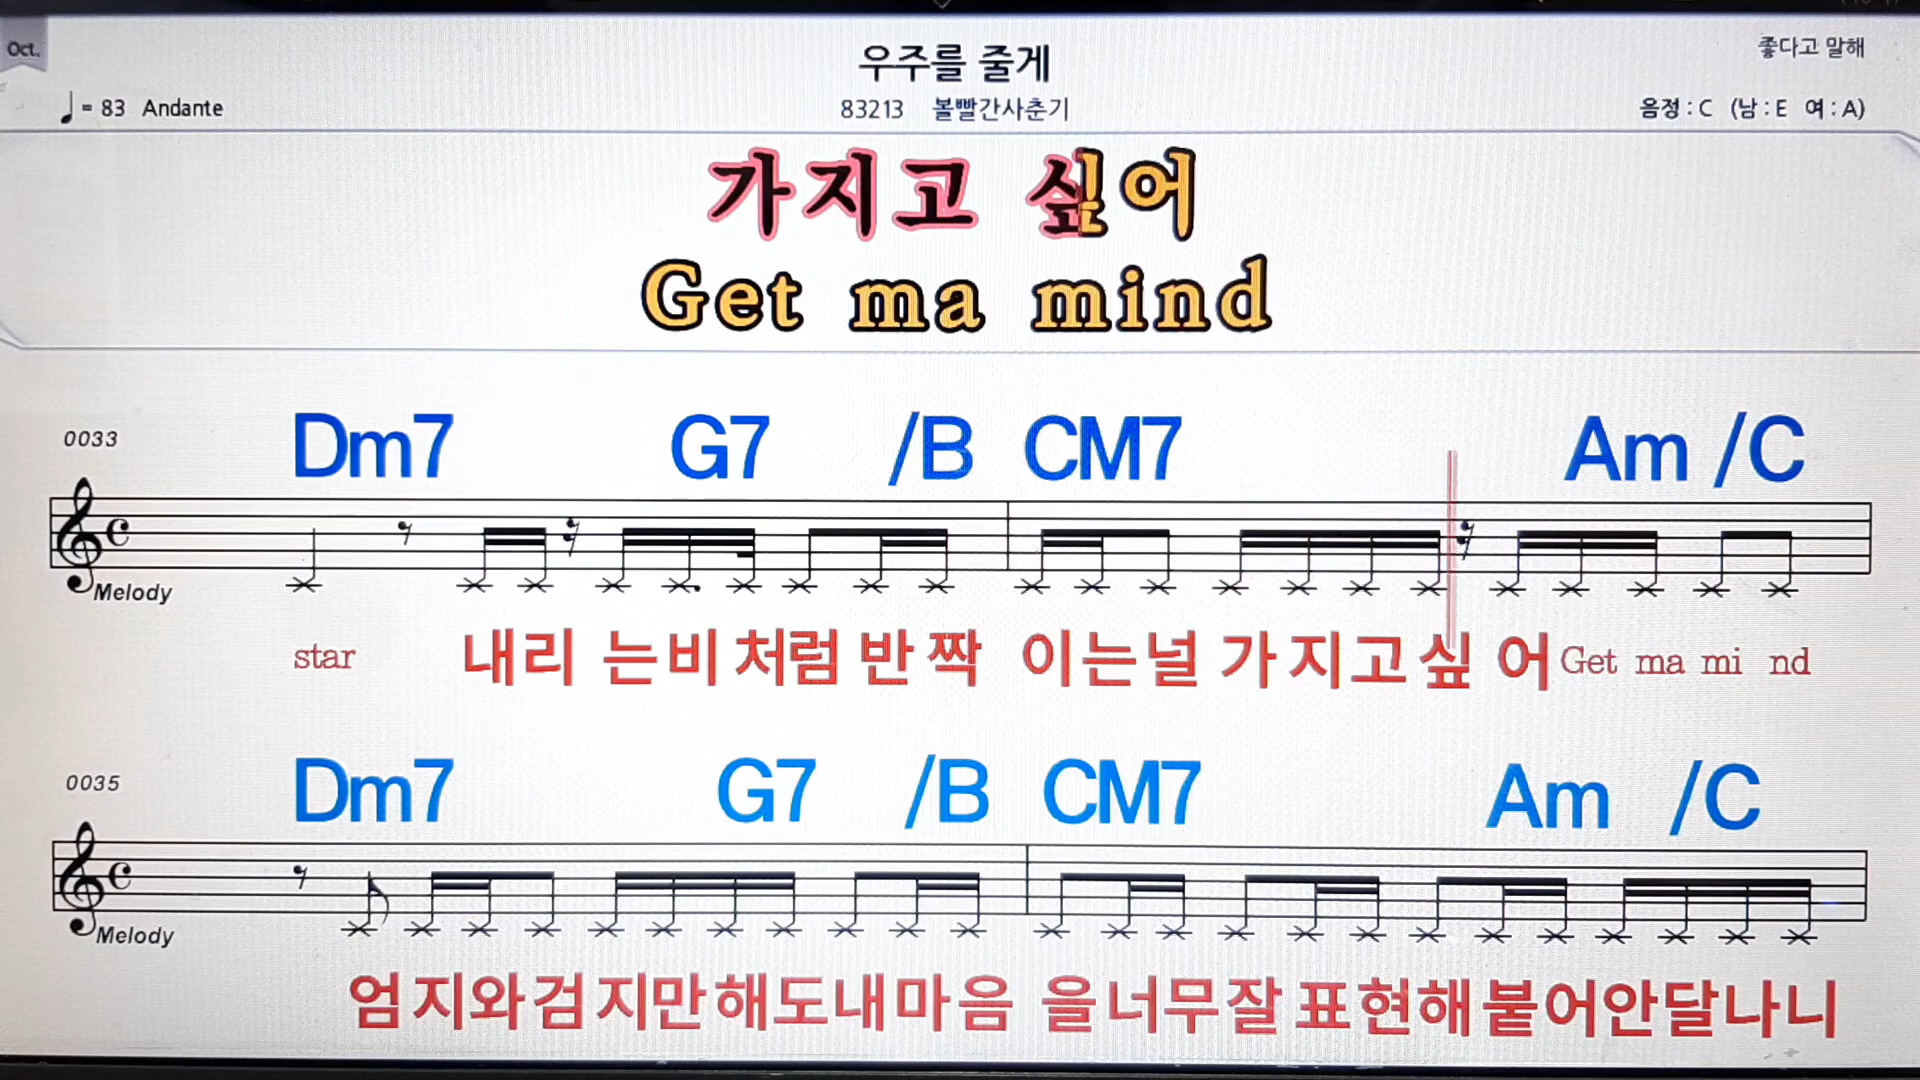 Oct.
우주를 줄게
좋다고 말해
= 83 Andante
83213 볼빨간사춘기
음정 : C (남 : E 여 : A)
가지고 싶어
Get ma mind
0033
Dm7 G7 /B CM7 Am /C
Melody
star 내리 는비 처럼 반짝 이는널 가지고싶 어 Get ma mi nd
0035
Dm7 G7 /B CM7 Am /C
Melody
엄지와검지만해도내마음 을너무잘표현해붙어안달나니